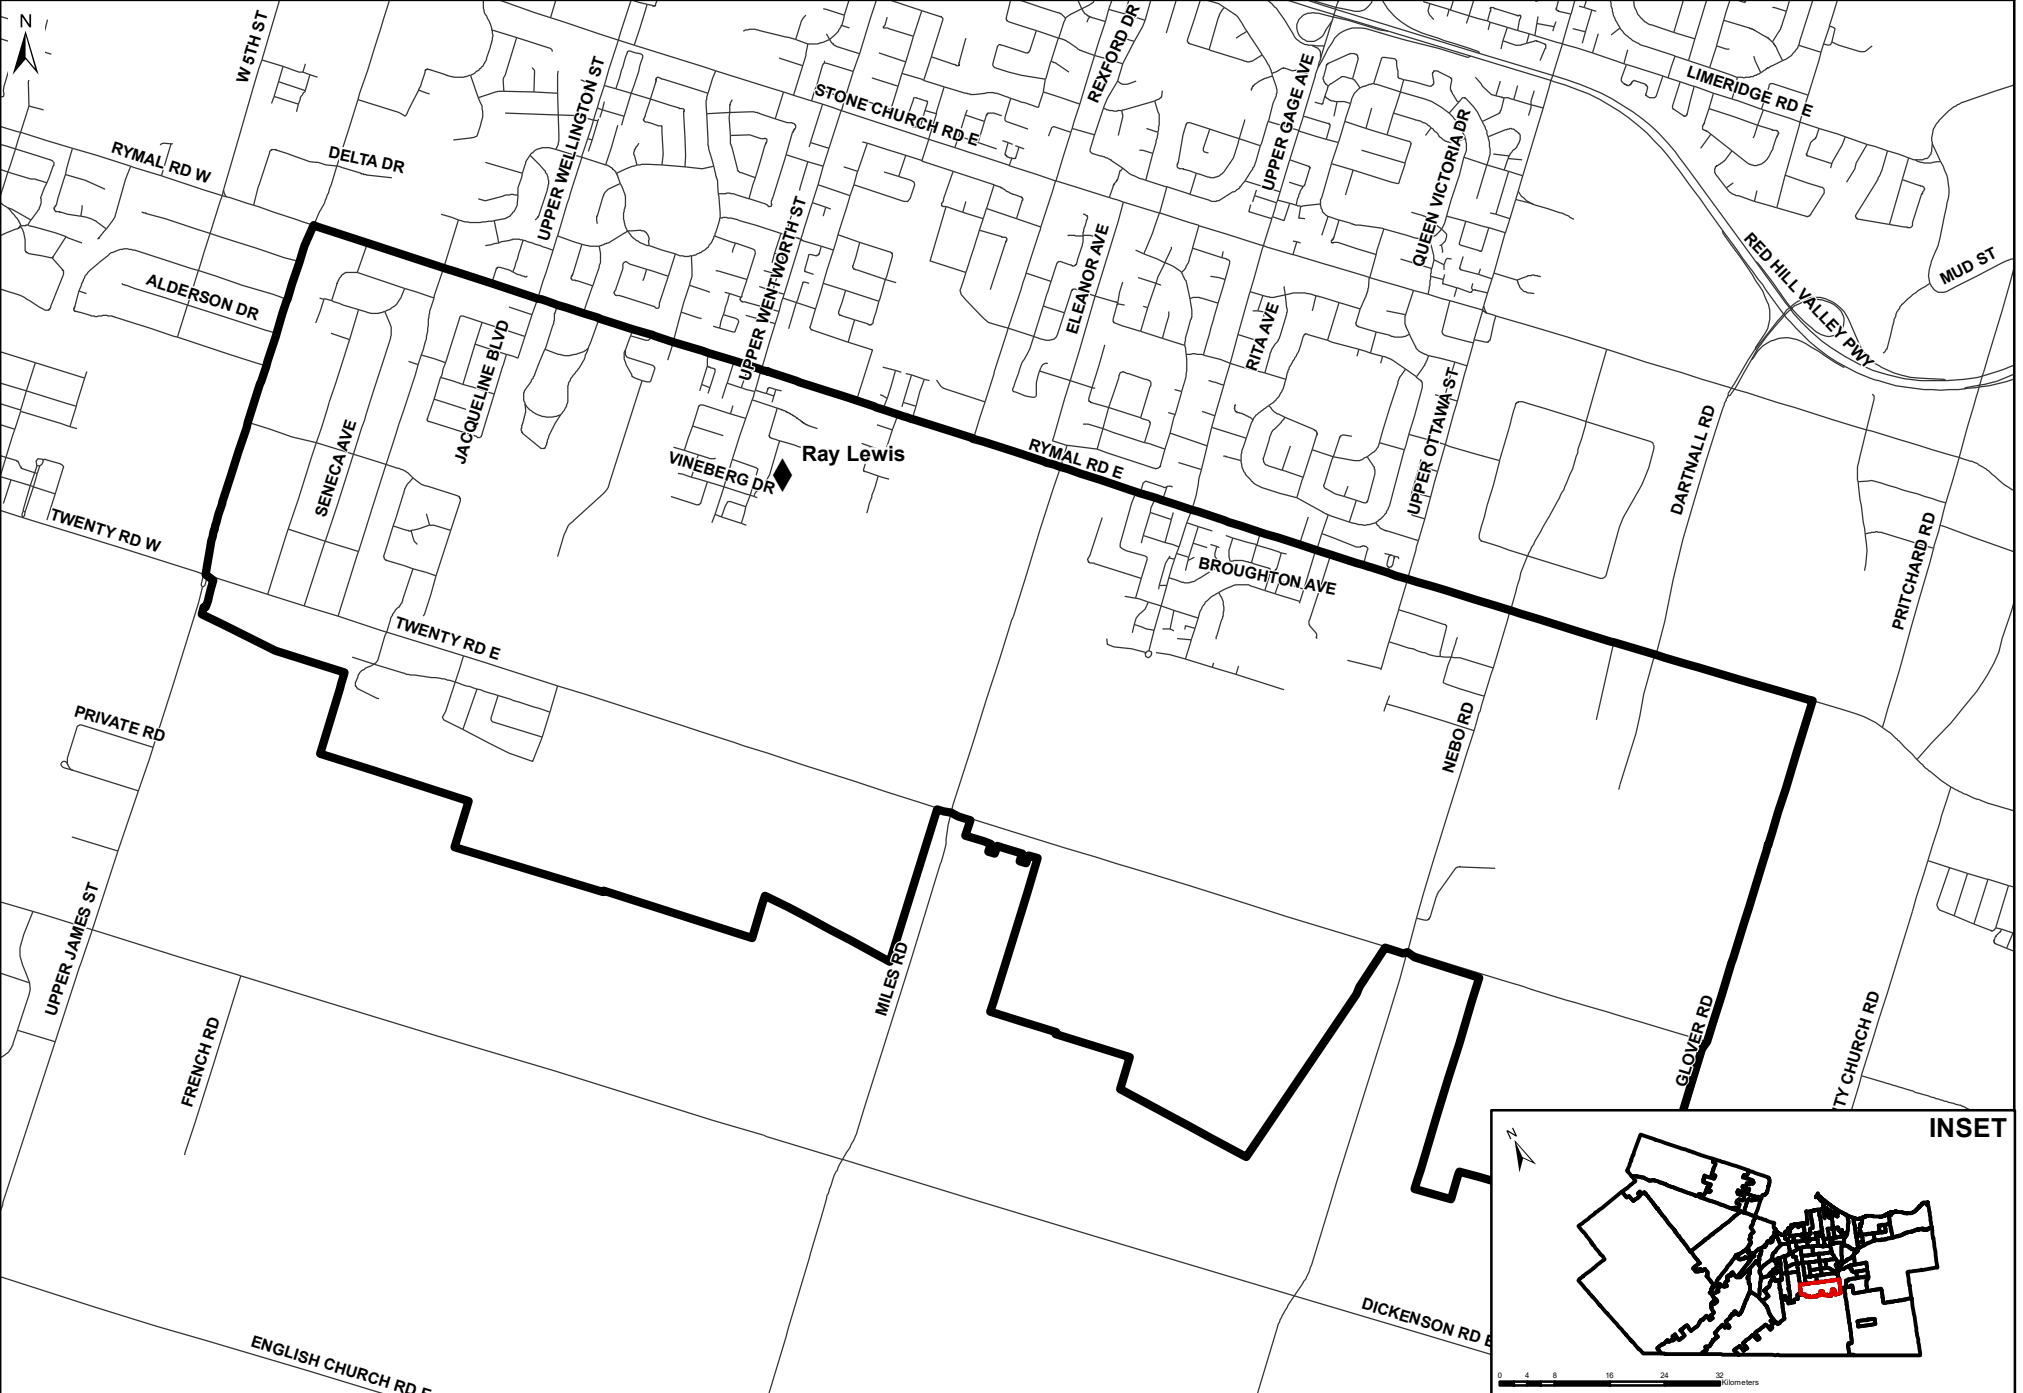 N
W 5TH ST
REXFORD DR
LIMERIDGE RD E
UPPER WELLINGTON ST
STONE CHURCH RD E
UPPER GAGE AVE
QUEEN VICTORIA DR
RYMAL RD W
DELTA DR
UPPER WENTWORTH ST
ELEANOR AVE
RED HILL VALLEY PWY
MUD ST
ALDERSON DR
JACQUELINE BLVD
RITA AVE
UPPER OTTAWA ST
DARTNALL RD
SENECA AVE
VINEBERG DR
Ray Lewis
RYMAL RD E
TWENTY RD W
BROUGHTON AVE
PRITCHARD RD
TWENTY RD E
PRIVATE RD
NEBO RD
UPPER JAMES ST
MILES RD
FRENCH RD
GLOVER RD
TY CHURCH RD
INSET
N
DICKENSON RD E
ENGLISH CHURCH RD E
0 4 8 16 24 32
Kilometers